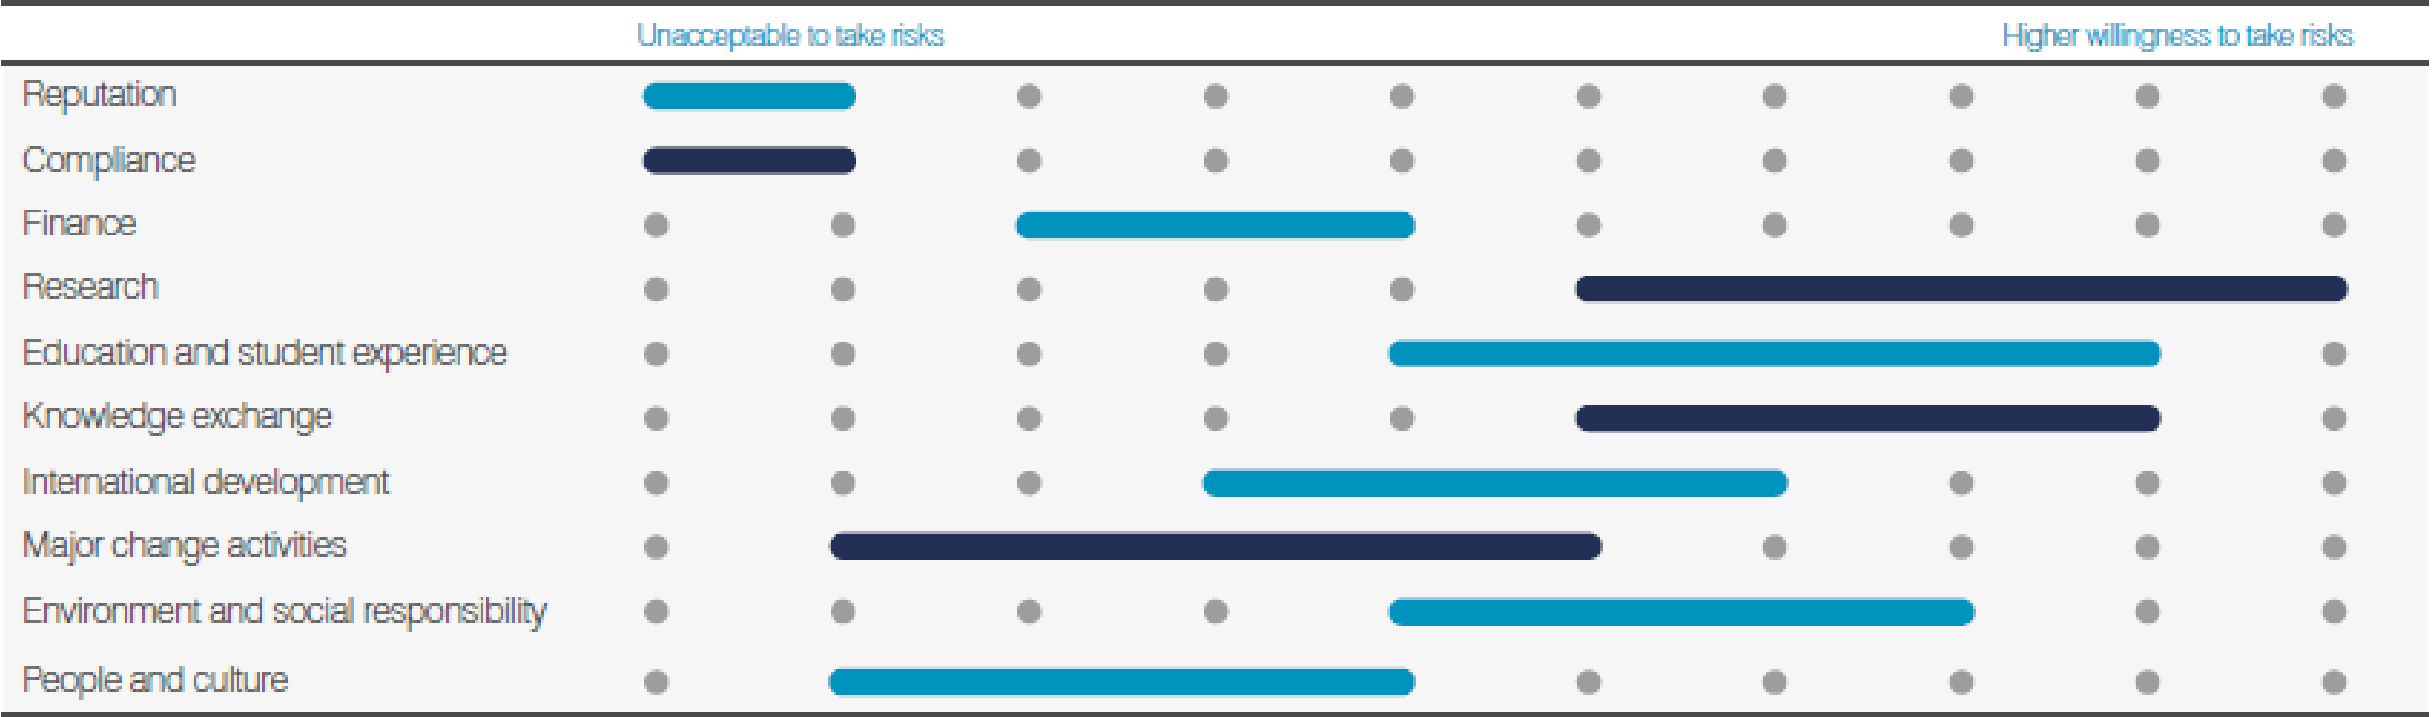 Unacceptable to take risks Higher willingness to take risks
Reputation
Compliance
Finance
Research
Education and student experience
Knowledge exchange
International development
Major change activities
Environment and social responsibility
People and culture